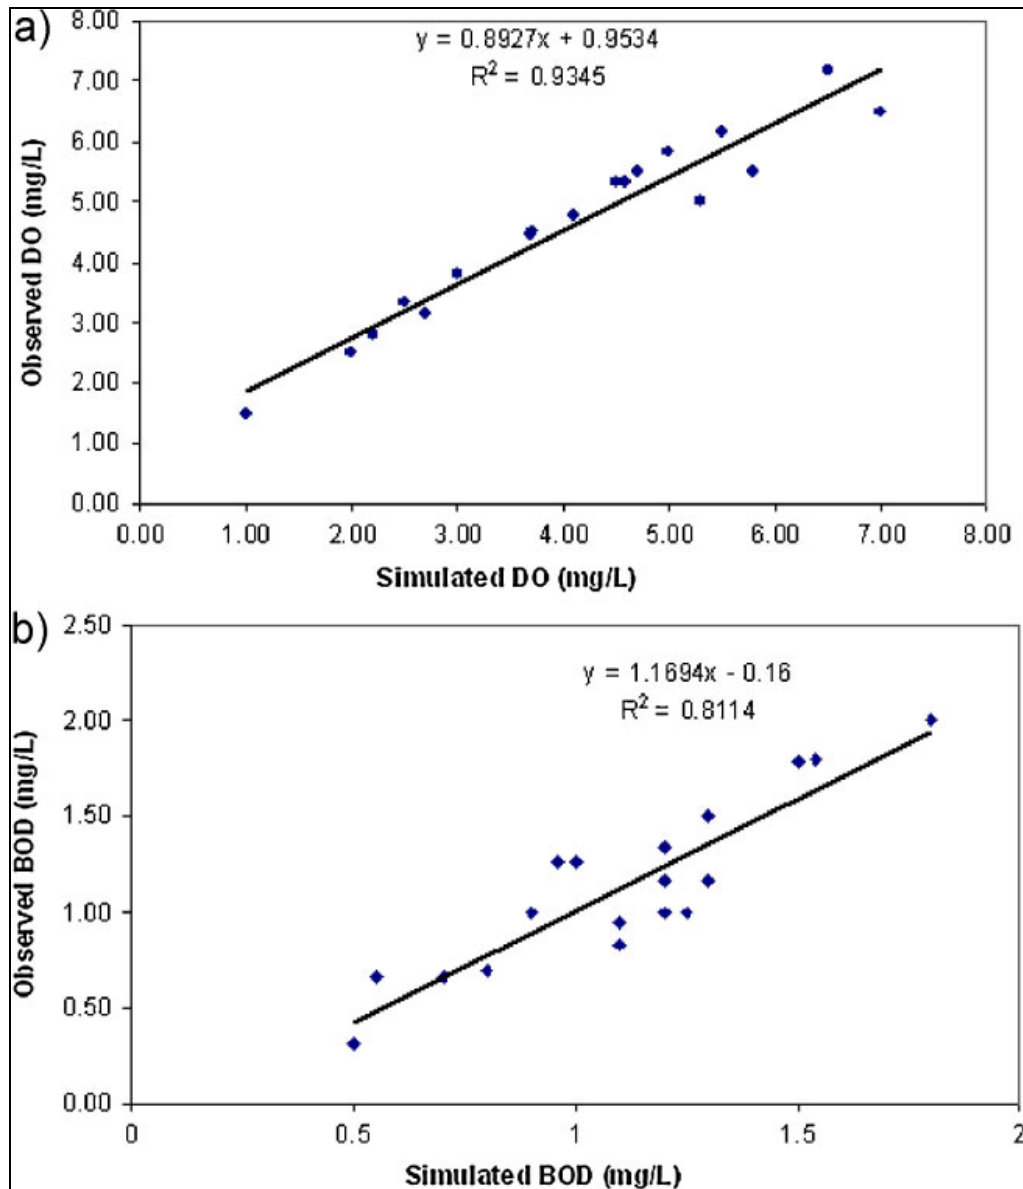 a)
y = 0.8927x + 0.9534
R² = 0.9345
8.00
7.00
6.00
5.00
4.00
3.00
2.00
1.00
0.00
Observed DO (mg/L)
0.00 1.00 2.00 3.00 4.00 5.00 6.00 7.00 8.00
Simulated DO (mg/L)
b)
y = 1.1694x - 0.16
R² = 0.8114
2.50
2.00
1.50
1.00
0.50
0.00
Observed BOD (mg/L)
0 0.5 1 1.5 2
Simulated BOD (mg/L)